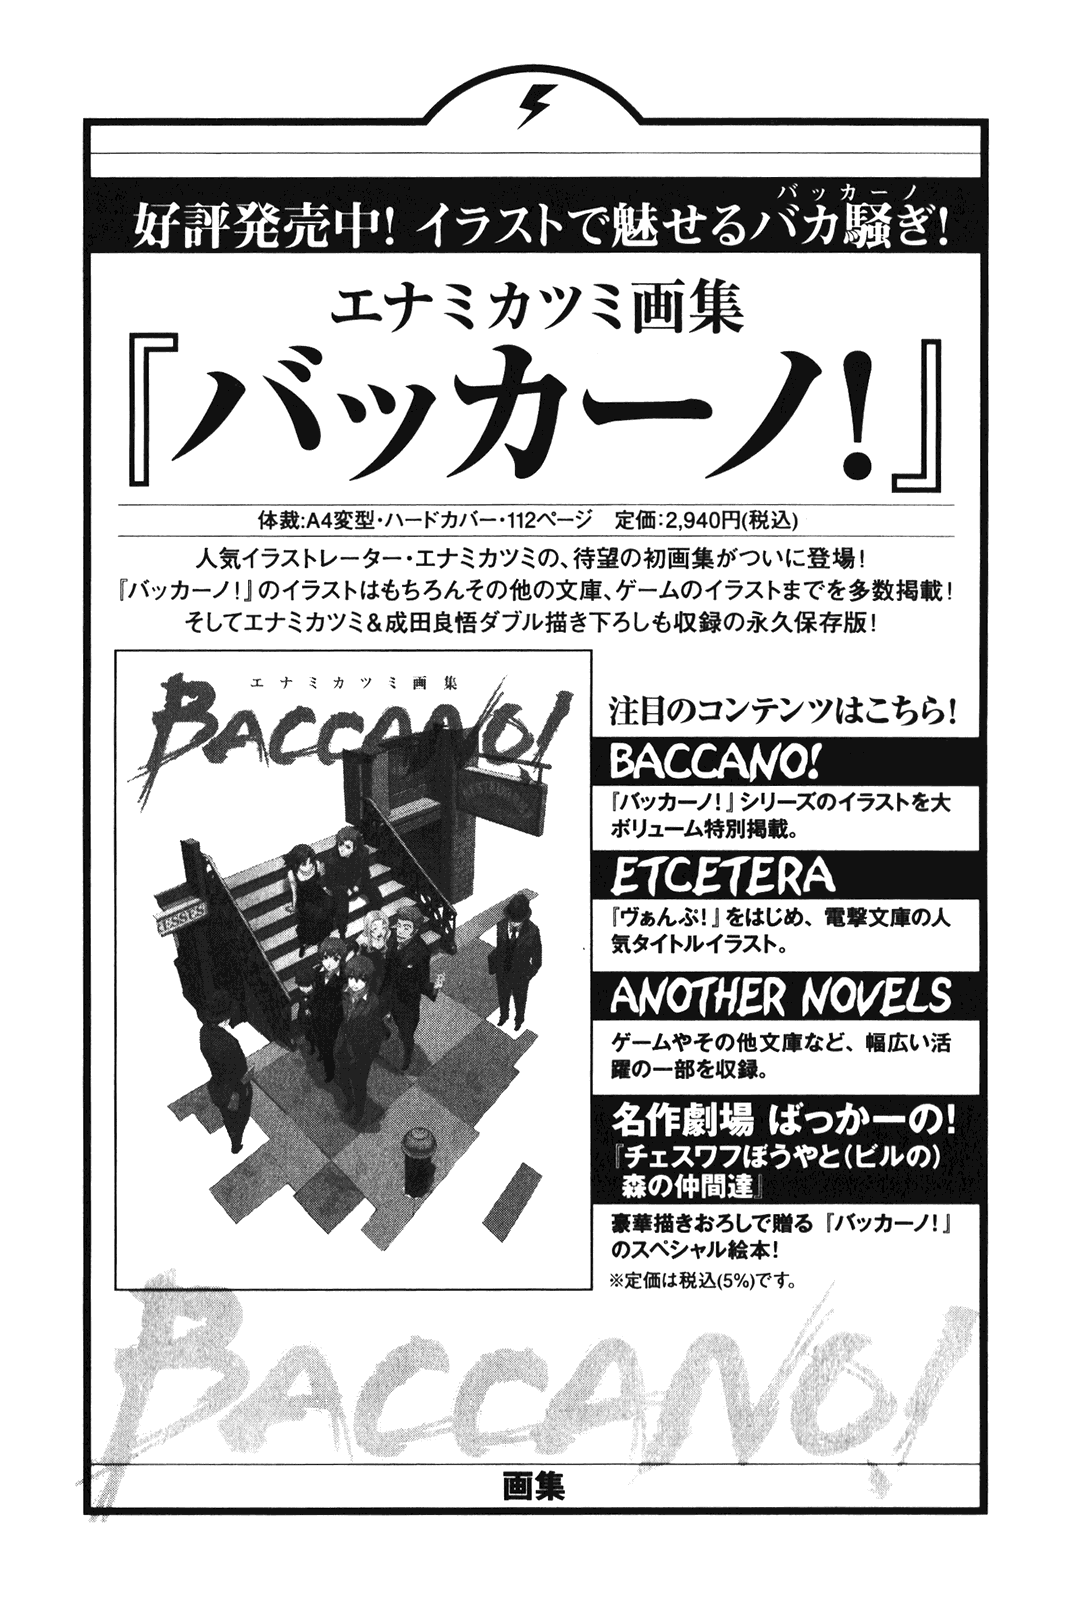 バッカーノ
好評発売中! イラストで魅せるバカ騒ぎ!
エナミカツミ画集
『バッカーノ!』
体裁:A4変型・ハードカバー・112ページ 定価:2,940円(税込)
人気イラストレーター・エナミカツミの、待望の初画集がついに登場!
『バッカーノ!』のイラストはもちろんその他の文庫、ゲームのイラストまでを多数掲載!
そしてエナミカツミ&成田良悟ダブル描き下ろしも収録の永久保存版!
エナミカツミ画集
BACCANO!
RESTAURANT
USSES
注目のコンテンツはこちら!
BACCANO!
『バッカーノ!』シリーズのイラストを大
ボリューム特別掲載。
ETCETERA
『ヴぁんぷ!』をはじめ、電撃文庫の人
気タイトルイラスト。
ANOTHER NOVELS
ゲームやその他文庫など、幅広い活
躍の一部を収録。
名作劇場 ばっかーの!
『チェスワフぼうやと(ビルの)
森の仲間達』
豪華描きおろしで贈る『バッカーノ!』
のスペシャル絵本!
※定価は税込(5%)です。
BACCANO!
画集